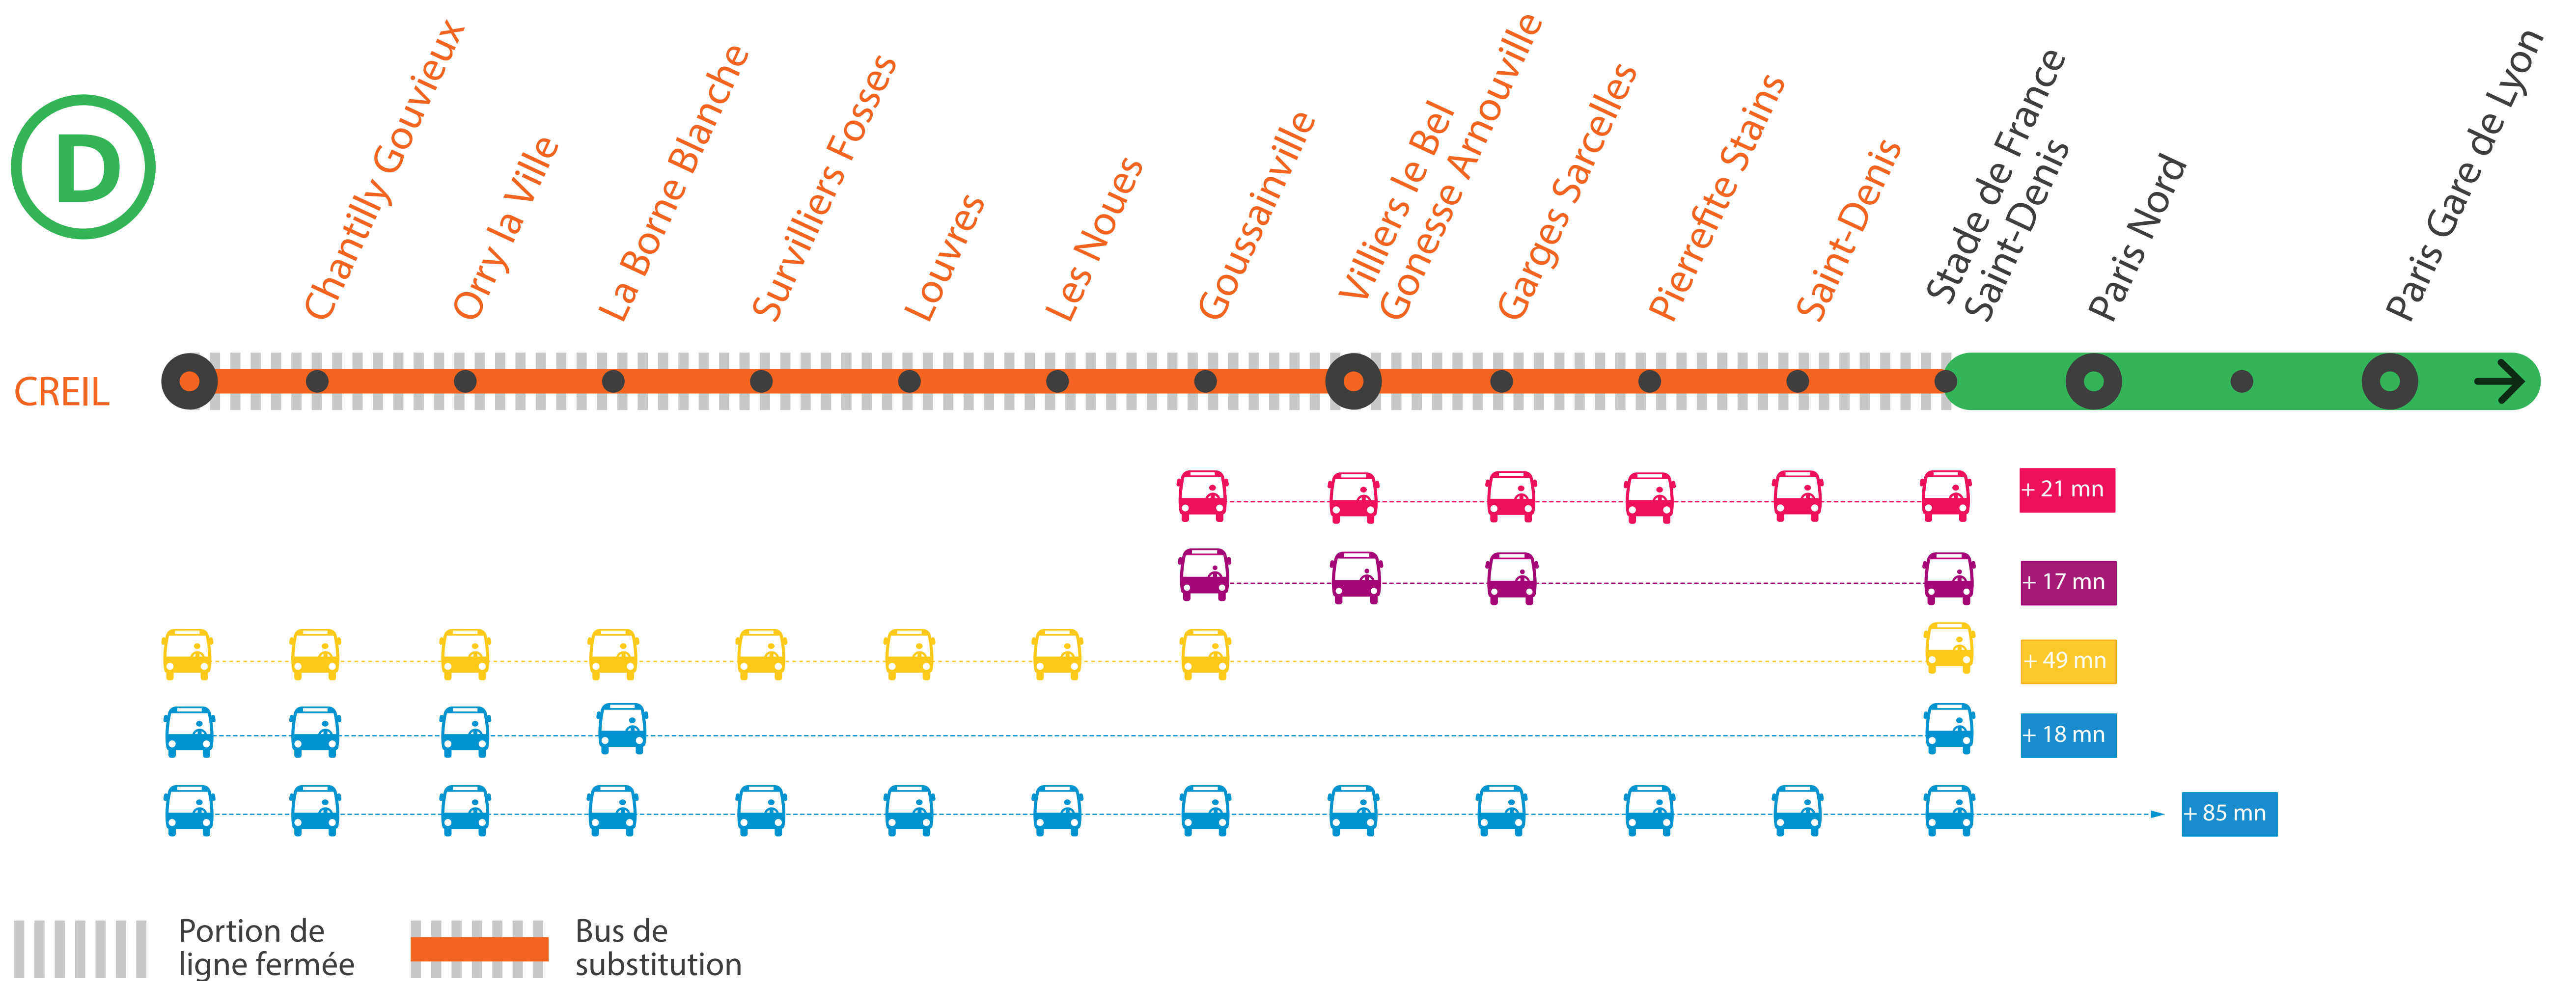 D
Chantilly Gouvieux
Orry la Ville
La Borne Blanche
Survilliers Fosses
Louvres
Les Noues
Goussainville
Villiers le Bel
Gonesse Arnouville
Garges Sarcelles
Pierrefite Stains
Saint-Denis
Stade de France
Saint-Denis
Paris Nord
Paris Gare de Lyon
CREIL
+ 21 mn
+ 17 mn
+ 49 mn
+ 18 mn
+ 85 mn
Portion de
ligne fermée
Bus de
substitution